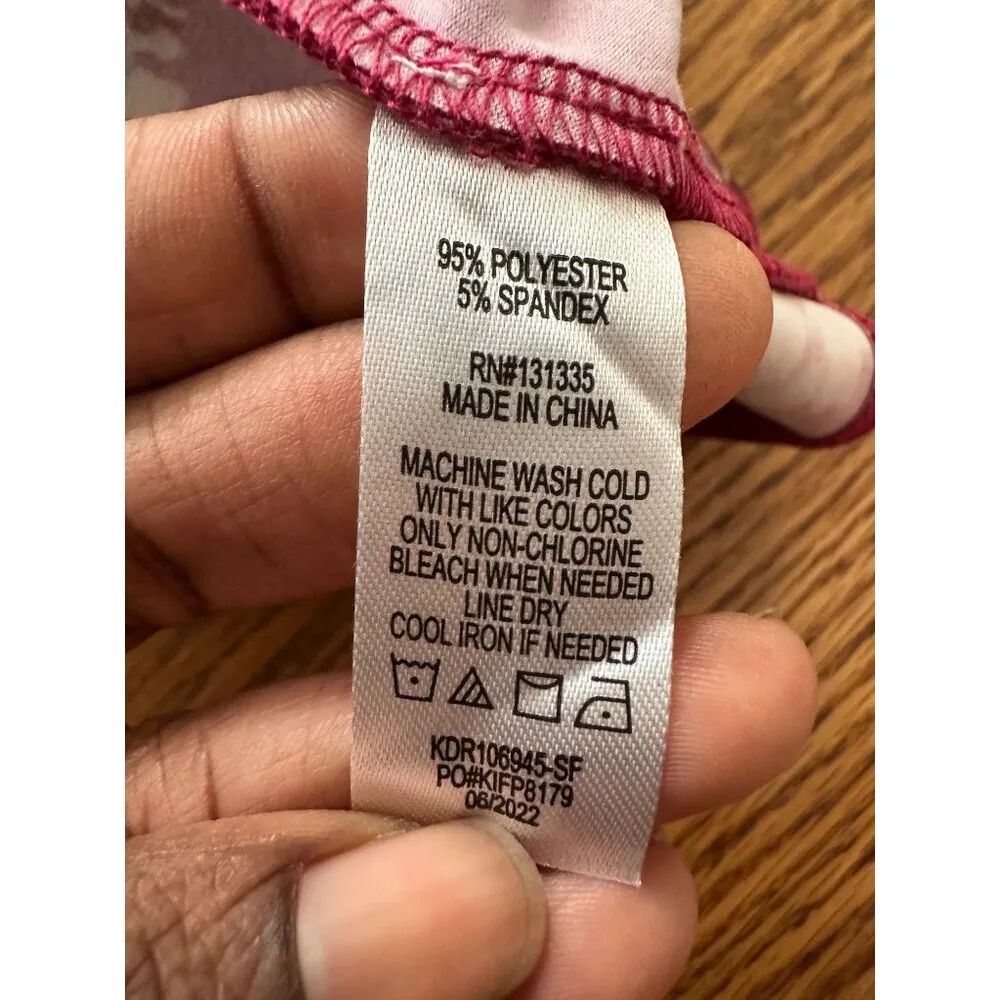 95% POLYESTER
5% SPANDEX
RN#131335
MADE IN CHINA
MACHINE WASH COLD
WITH LIKE COLORS
ONLY NON-CHLORINE
BLEACH WHEN NEEDED
LINE DRY
COOL IRON IF NEEDED
KDR106945-SF
PO#KIFP8179
06/2022